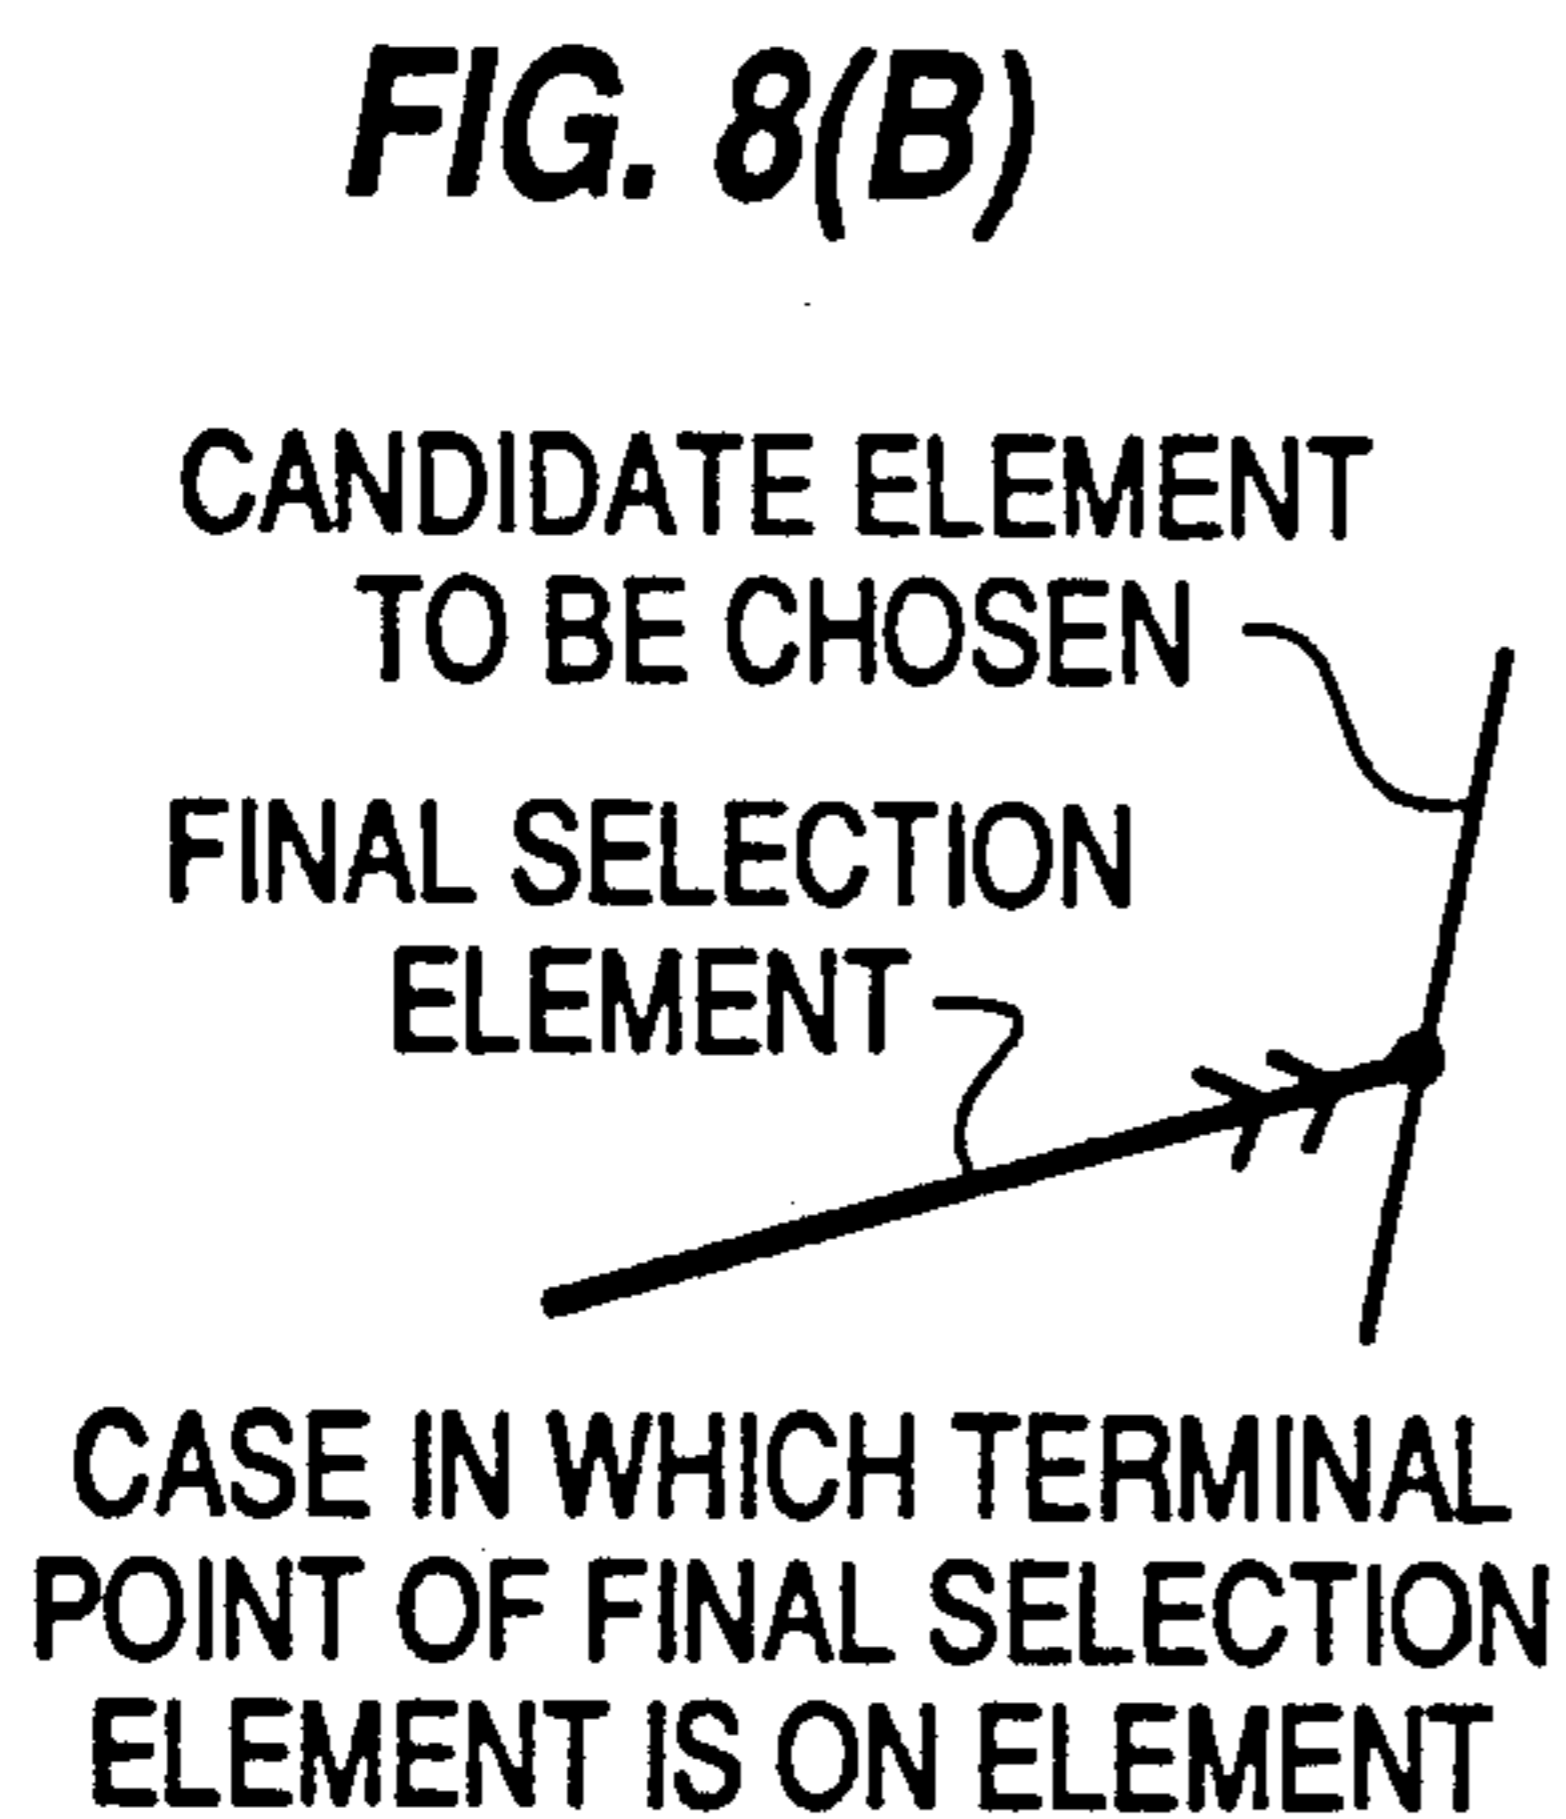 FIG. 8(B)
CANDIDATE ELEMENT
TO BE CHOSEN
FINAL SELECTION
ELEMENT
CASE IN WHICH TERMINAL
POINT OF FINAL SELECTION
ELEMENT IS ON ELEMENT